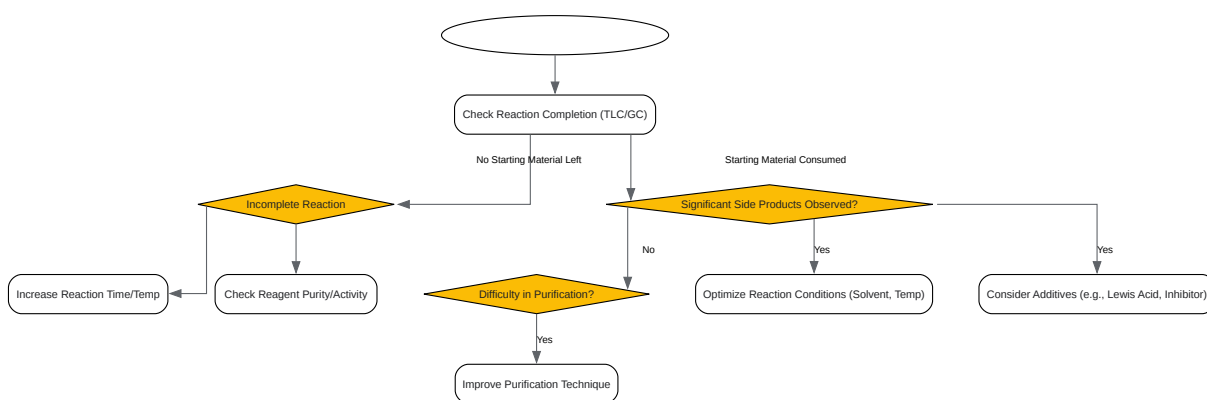 Check Reaction Completion (TLC/GC)
No Starting Material Left
Starting Material Consumed
Incomplete Reaction
Significant Side Products Observed?
No
Yes
Yes
Increase Reaction Time/Temp
Check Reagent Purity/Activity
Difficulty in Purification?
Optimize Reaction Conditions (Solvent, Temp)
Consider Additives (e.g., Lewis Acid, Inhibitor)
Yes
Improve Purification Technique